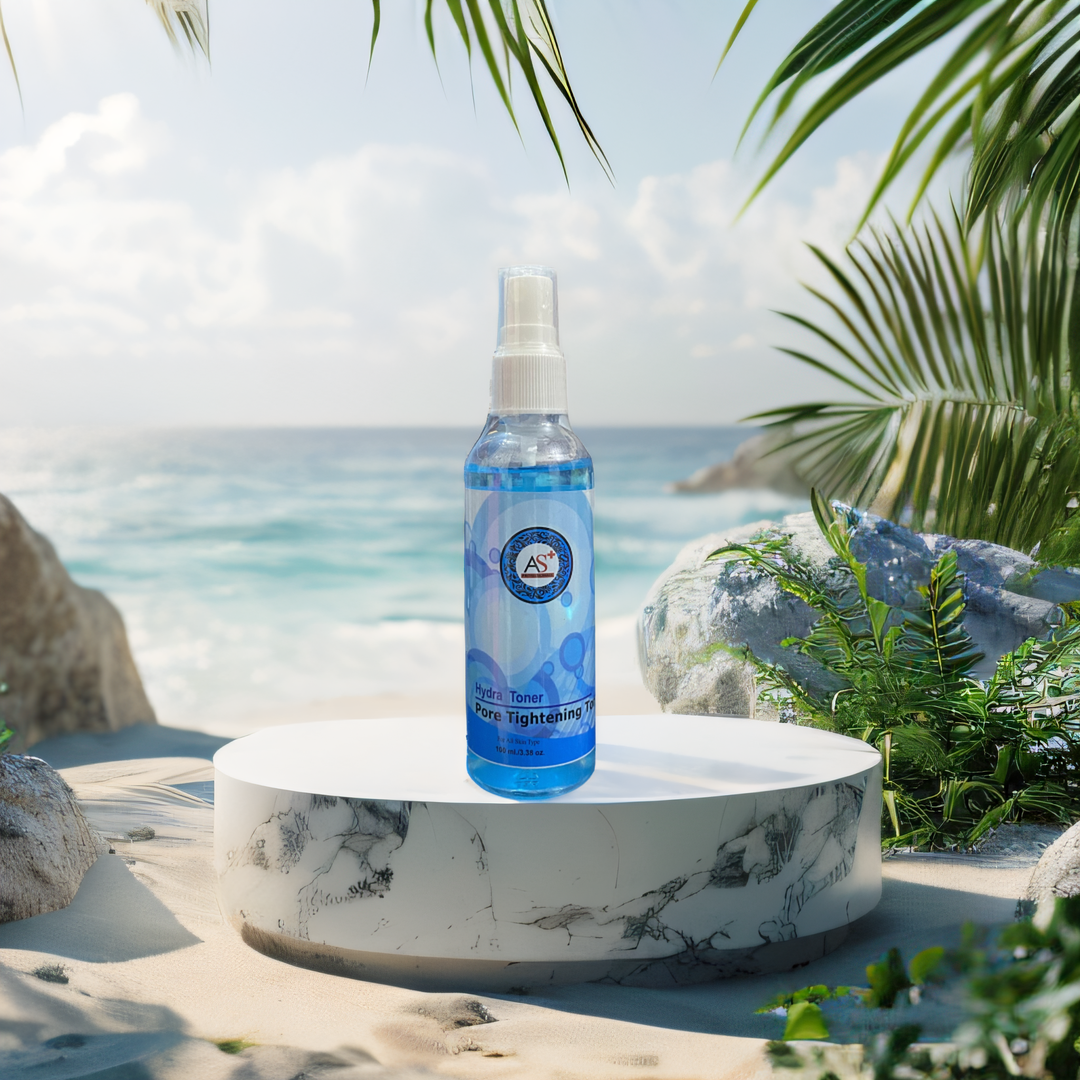 AS+
Hydra Toner
Pore Tightening To
For All Skin Type
100 mL/3.38 oz